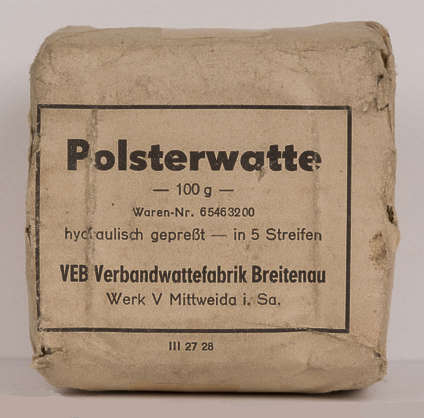 Polsterwatte
— 100 g —
Waren-Nr. 65463200
hydraulisch gepreßt — in 5 Streifen
VEB Verbandwattefabrik Breitenau
Werk V Mittweida i. Sa.
III 27 28